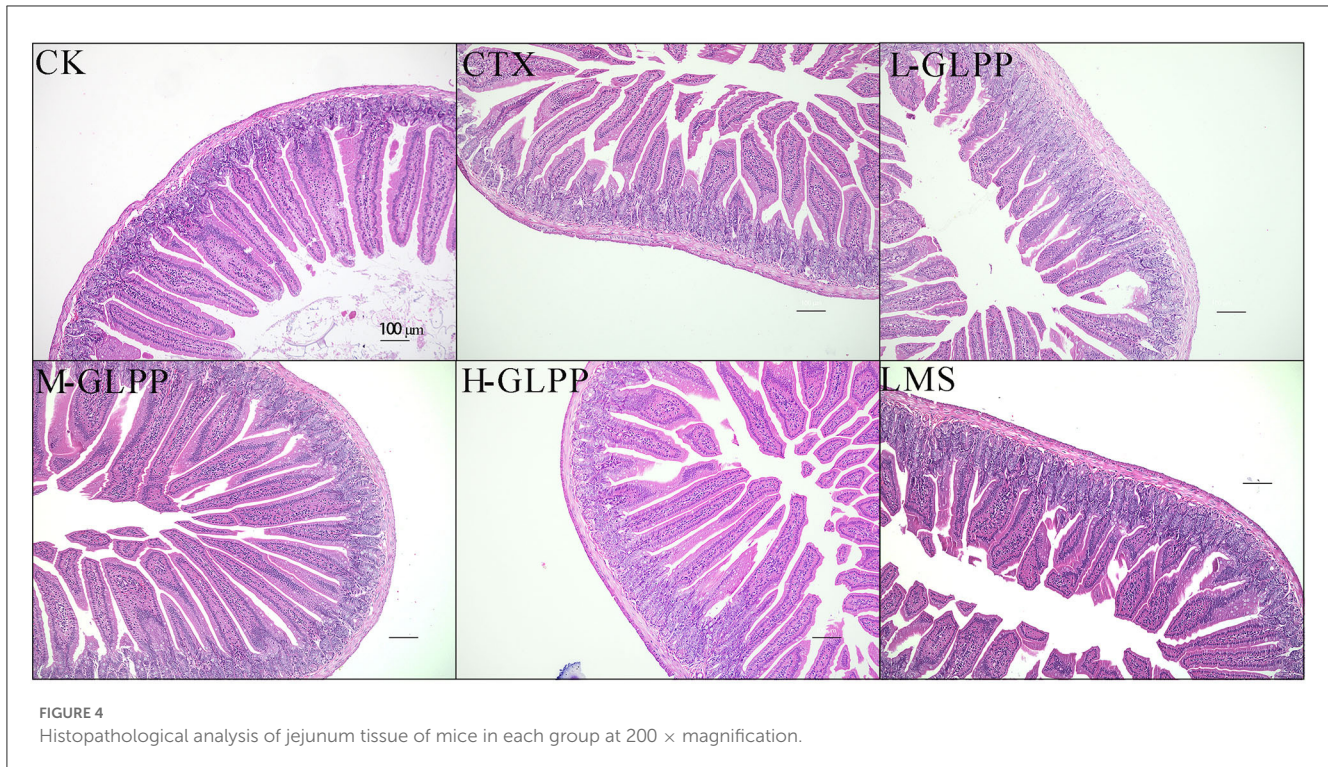 CK
CTX
L-GLPP
100 μm
M-GLPP
H-GLPP
LMS
FIGURE 4
Histopathological analysis of jejunum tissue of mice in each group at 200 × magnification.